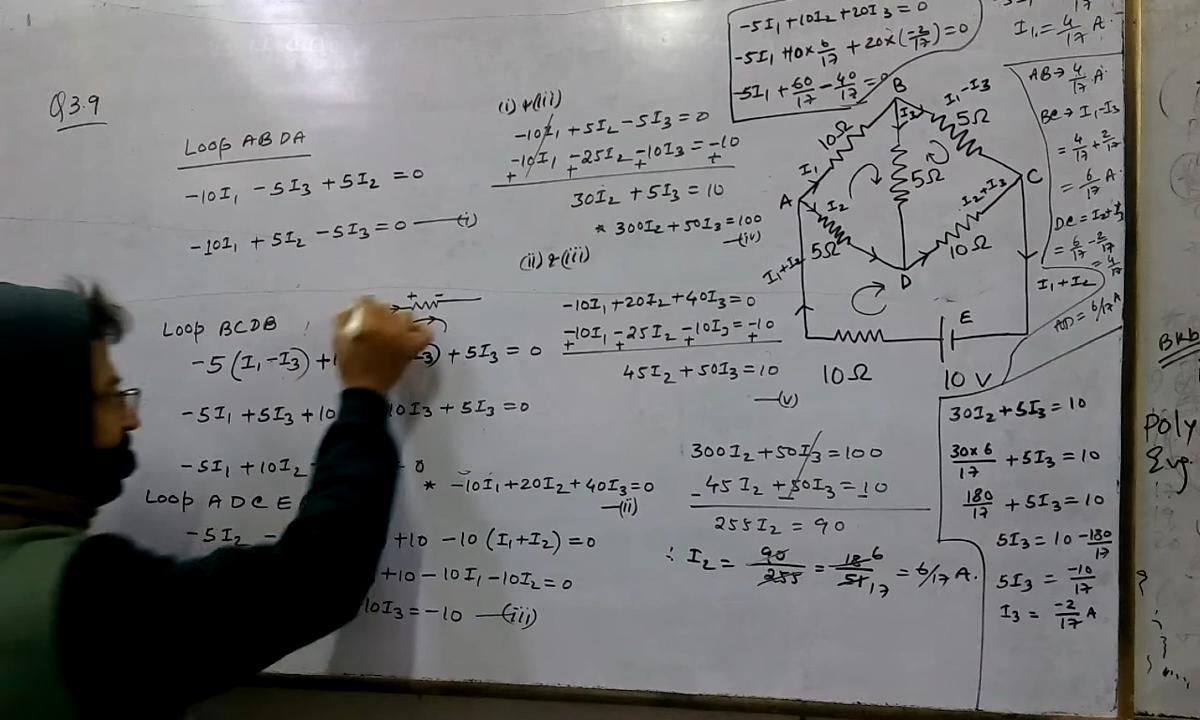 Q3.9
Loop ABDA
-10I₁ -5I₃ + 5I₂ = 0
-10I₁ + 5I₂ -5I₃ = 0 —(i)
Loop BCDB
+ -
-5(I₁-I₃)+ I₃) + 5I₃ = 0
-5I₁ + 5I₃ + 10 10I₃ + 5I₃ = 0
-5I₁ + 10I₂
* -10I₁+20I₂+40I₃=0
—(ii)
Loop ADCE
-5I₂ - +10 -10(I₁+I₂)=0
+10-10I₁-10I₂=0
10I₃=-10 —(iii)
(i) & (iii)
-10I₁ + 5I₂ - 5I₃ = 0
-10I₁ -25I₂ -10I₃ = -10
+ + + +
30I₂ + 5I₃ = 10
* 300I₂ + 50I₃ = 100
—(iv)
(ii) & (iii)
-10I₁+20I₂+40I₃=0
-10I₁ -25I₂ -10I₃ = -10
+ + + +
45I₂ + 50I₃ = 10
—(v)
300I₂ + 50I₃ = 100
-45I₂ + 50I₃ = 10
- -
255I₂ = 90
∴ I₂ = 90/255 = 18 6/51 17 = 6/17 A.
-5I₁ + 10I₂ + 20I₃ = 0
-5I₁ +10×6/17 + 20×(-2/17) = 0
-5I₁ + 60/17 - 40/17 = 0
17
I₁ = 4/17 A.
B
I₁-I₃
10Ω
I₃
5Ω
I₁
5Ω
C
A
I₂
I₂+I₃
5Ω
10Ω
D
I₁+I₂
E
10Ω
10V
AB→ 4/17 A.
BC→ I₁-I₃
= 4/17 + 2/17
= 6/17 A.
DC = I₂+I₃
= 6/17 - 2/17
= 4/17
I₁+I₂
AD = 6/17 A
30I₂+5I₃=10
30×6/17 +5I₃=10
180/17 +5I₃=10
5I₃ = 10-180/17
5I₃ = -10/17
I₃ = -2/17 A
Poly